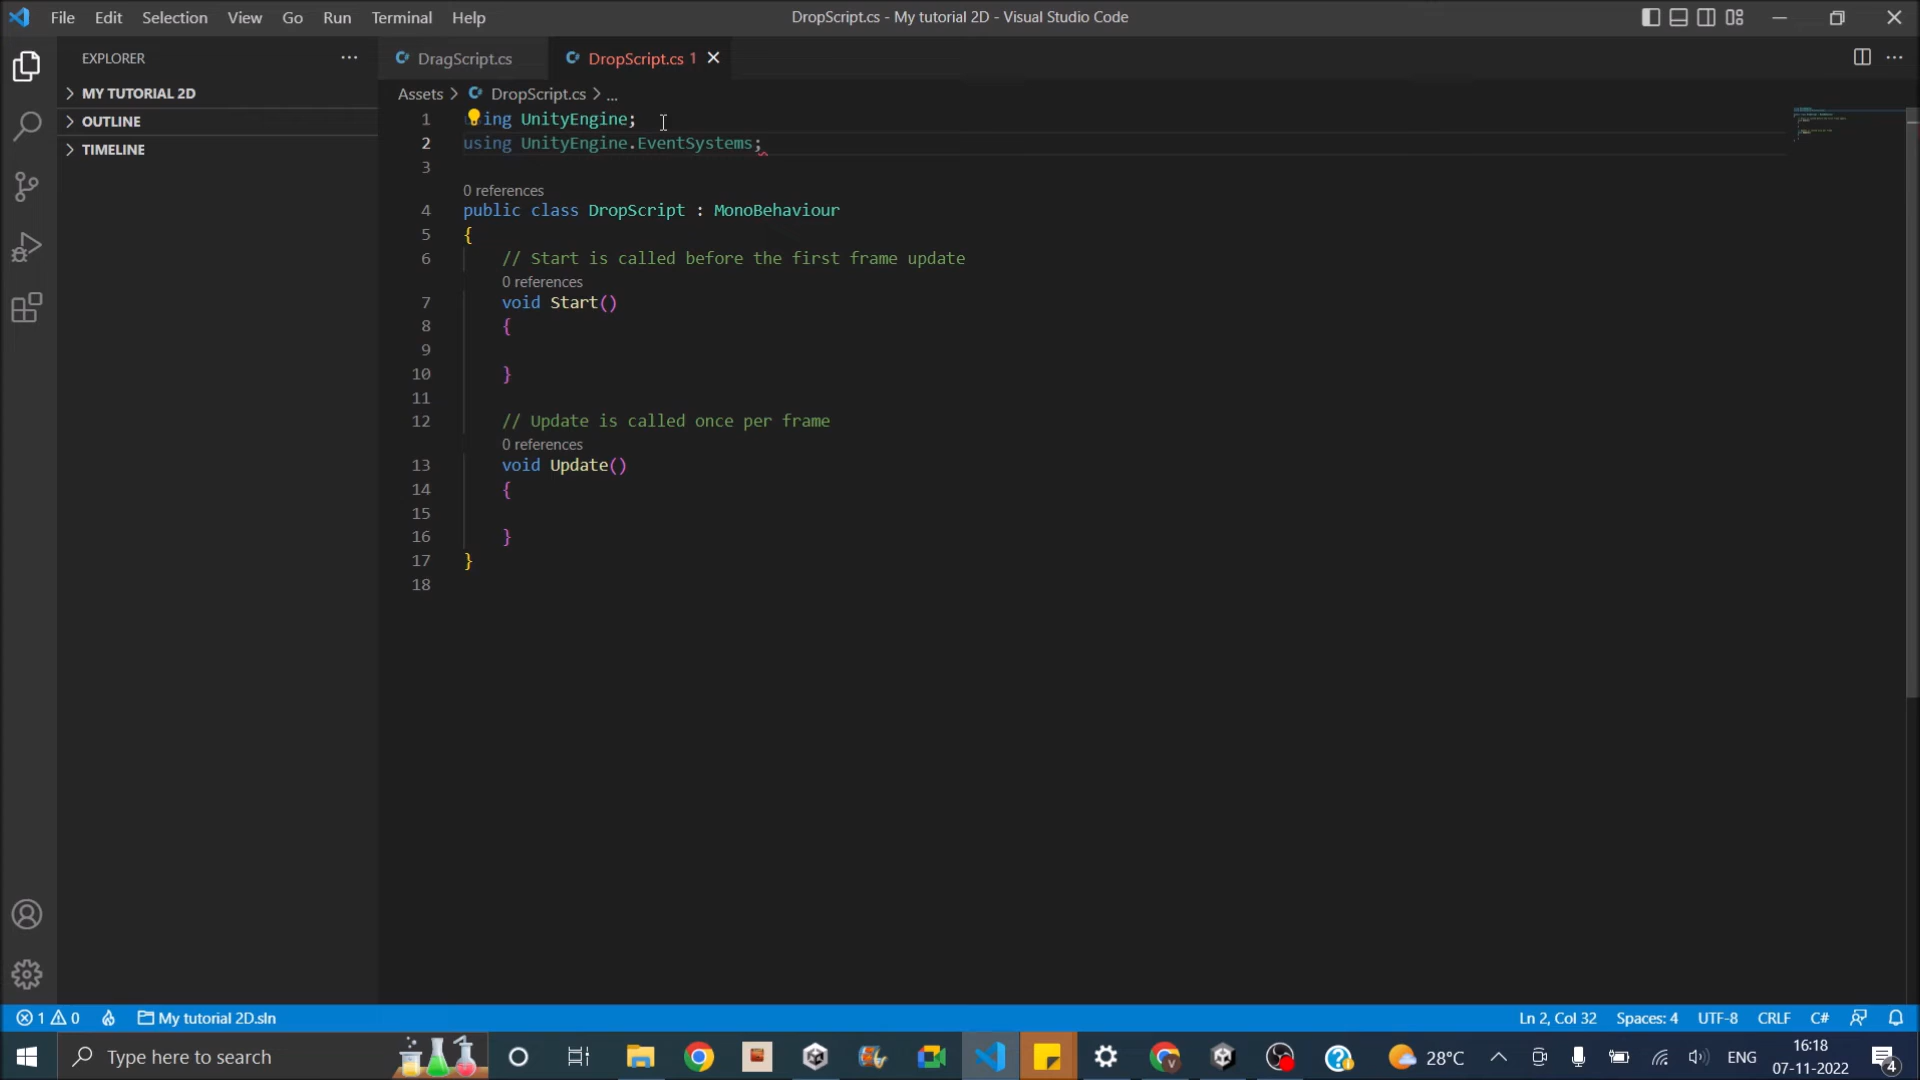 File Edit Selection View Go Run Terminal Help
DropScript.cs - My tutorial 2D - Visual Studio Code
EXPLORER
MY TUTORIAL 2D
OUTLINE
TIMELINE
DragScript.cs
DropScript.cs 1
Assets > DropScript.cs > ...
1 using UnityEngine;
2 using UnityEngine.EventSystems;
3
0 references
4 public class DropScript : MonoBehaviour
5 {
6 // Start is called before the first frame update
0 references
7 void Start()
8 {
9
10 }
11
12 // Update is called once per frame
0 references
13 void Update()
14 {
15
16 }
17 }
18
1 0 My tutorial 2D.sln
Ln 2, Col 32 Spaces: 4 UTF-8 CRLF C#
Type here to search
28°C
ENG
16:18
07-11-2022
4